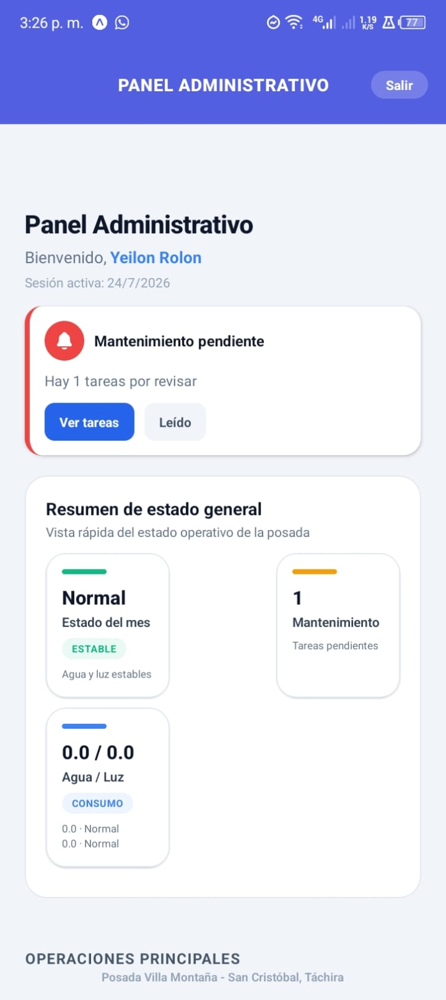 3:26 p. m.
4G
1.19
K/S
77
PANEL ADMINISTRATIVO
Salir
Panel Administrativo
Bienvenido, Yeilon Rolon
Sesión activa: 24/7/2026
Mantenimiento pendiente
Hay 1 tareas por revisar
Ver tareas
Leído
Resumen de estado general
Vista rápida del estado operativo de la posada
Normal
Estado del mes
ESTABLE
Agua y luz estables
1
Mantenimiento
Tareas pendientes
0.0 / 0.0
Agua / Luz
CONSUMO
0.0 · Normal
0.0 · Normal
OPERACIONES PRINCIPALES
Posada Villa Montaña - San Cristóbal, Táchira